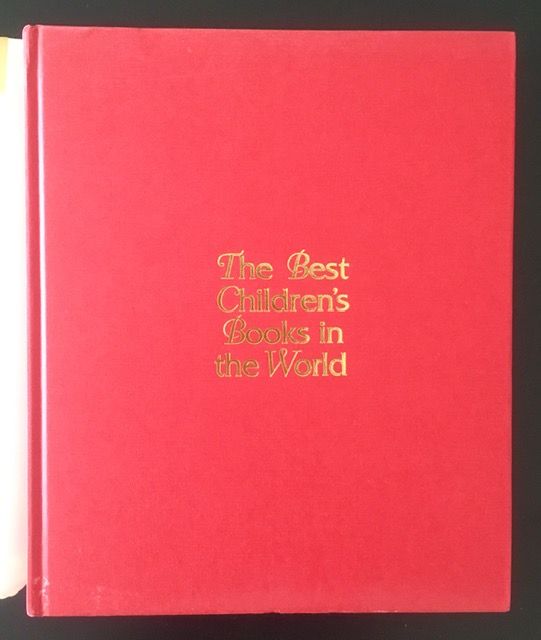 The Best
Children's
Books in
the World